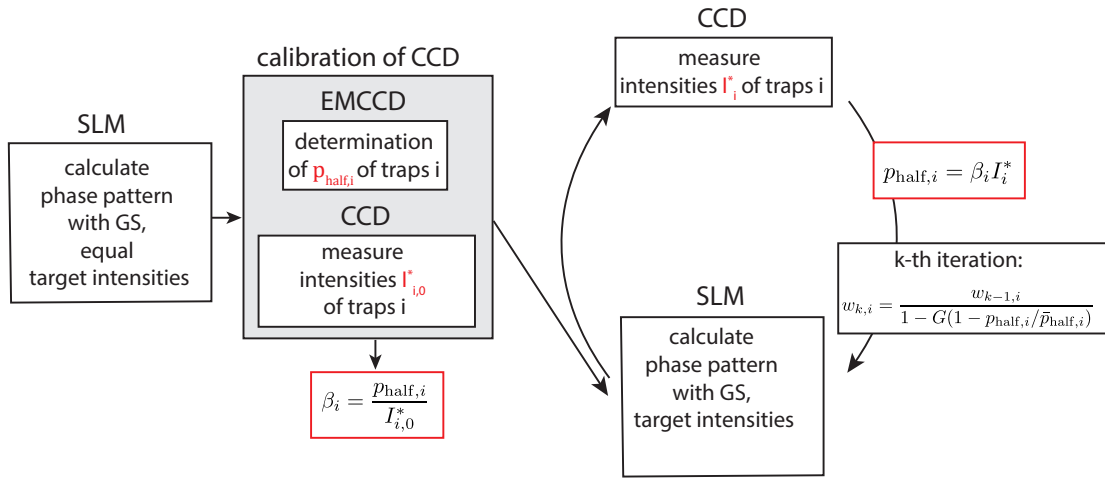 SLM
calculate
phase pattern
with GS,
equal
target intensities
calibration of CCD
EMCCD
determination
of p_half,i of traps i
CCD
measure
intensities I*_i,0
of traps i
β_i = p_half,i / I*_i,0
CCD
measure
intensities I*_i of traps i
p_half,i = β_i I*_i
k-th iteration:
w_k,i = w_k−1,i / (1 − G(1 − p_half,i/p̄_half,i))
SLM
calculate
phase pattern
with GS,
target intensities